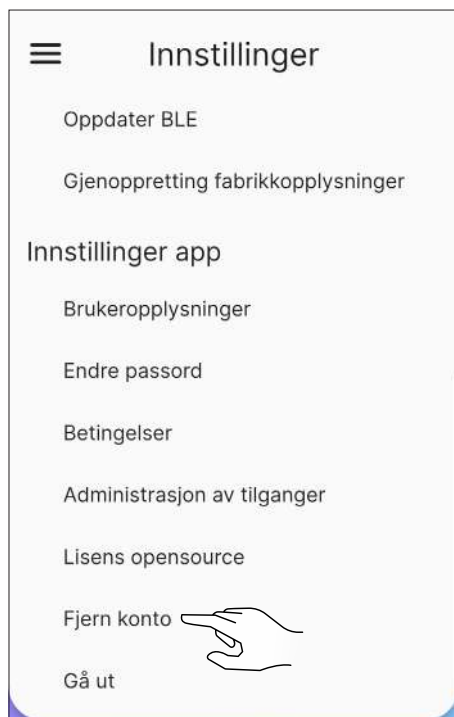 Innstillinger
Oppdater BLE
Gjenoppretting fabrikkopplysninger
Innstillinger app
Brukeropplysninger
Endre passord
Betingelser
Administrasjon av tilganger
Lisens opensource
Fjern konto
Gå ut